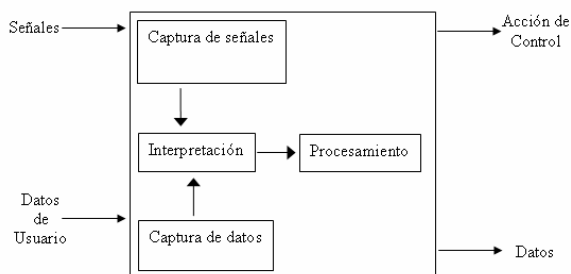 Señales
Captura de señales
Acción de
Control
Interpretación
Procesamiento
Datos
de
Usuario
Captura de datos
Datos